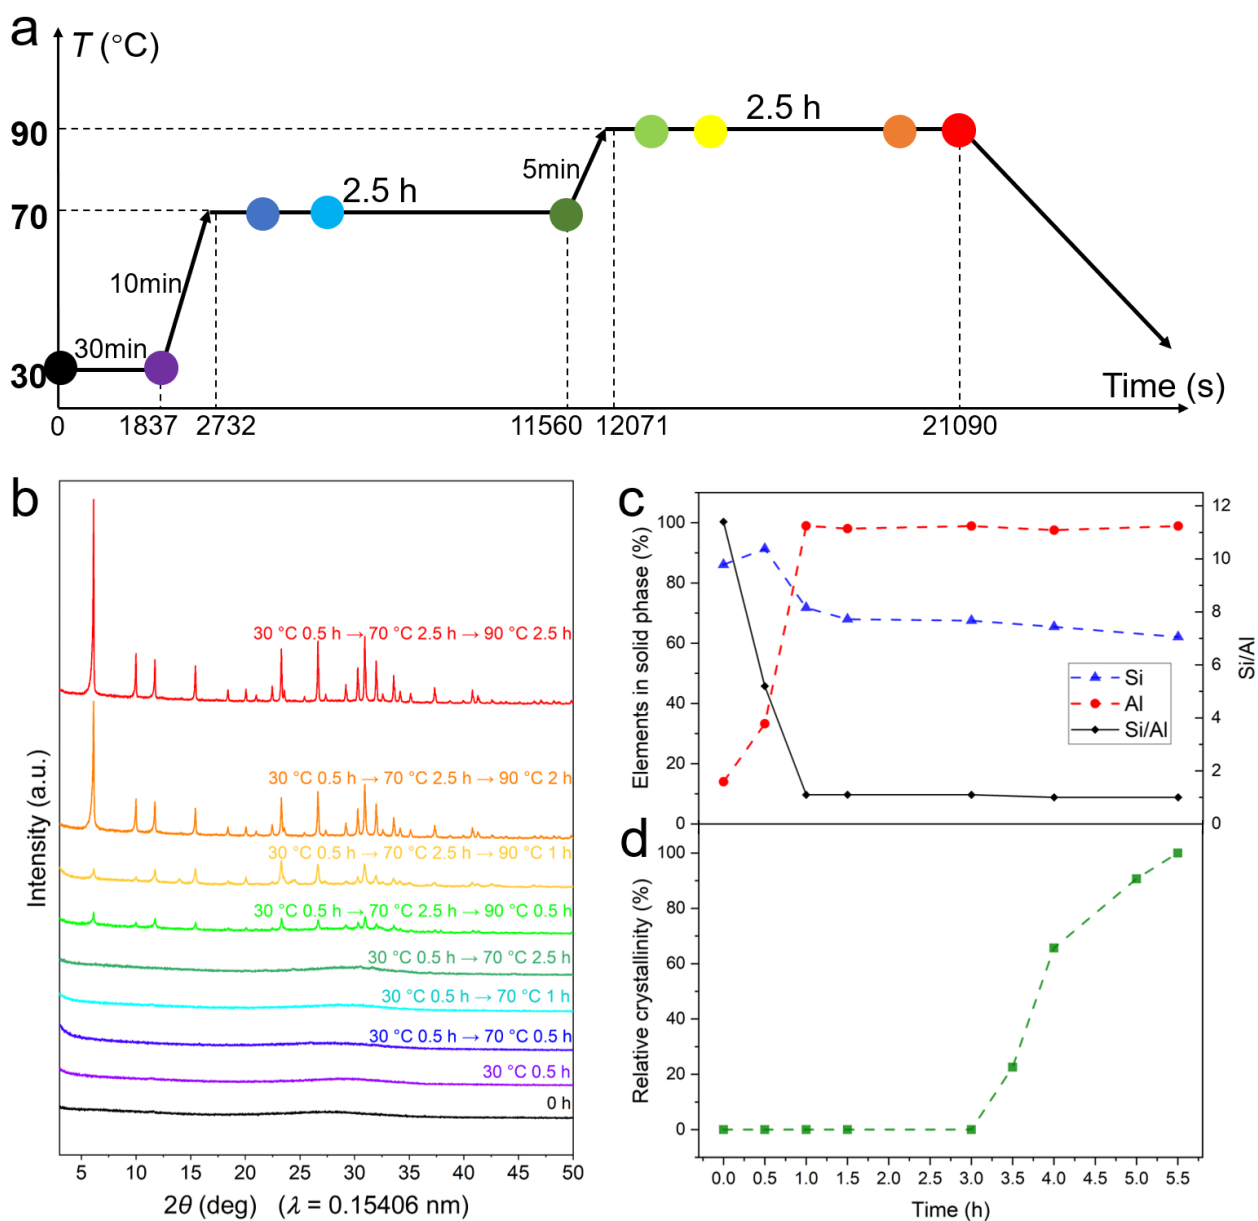 a
T (°C)
90
2.5 h
5min
70
2.5 h
10min
30min
30
Time (s)
0
1837
2732
11560
12071
21090
b
30 °C 0.5 h → 70 °C 2.5 h → 90 °C 2.5 h
30 °C 0.5 h → 70 °C 2.5 h → 90 °C 2 h
30 °C 0.5 h → 70 °C 2.5 h → 90 °C 1 h
30 °C 0.5 h → 70 °C 2.5 h → 90 °C 0.5 h
30 °C 0.5 h → 70 °C 2.5 h
30 °C 0.5 h → 70 °C 1 h
30 °C 0.5 h → 70 °C 0.5 h
30 °C 0.5 h
0 h
Intensity (a.u.)
5 10 15 20 25 30 35 40 45 50
2θ (deg) (λ = 0.15406 nm)
c
Elements in solid phase (%)
100
80
60
40
20
0
Si
Al
Si/Al
12
10
8
6
4
2
0
Si/Al
d
Relative crystallinity (%)
100
80
60
40
20
0
0.0 0.5 1.0 1.5 2.0 2.5 3.0 3.5 4.0 4.5 5.0 5.5
Time (h)